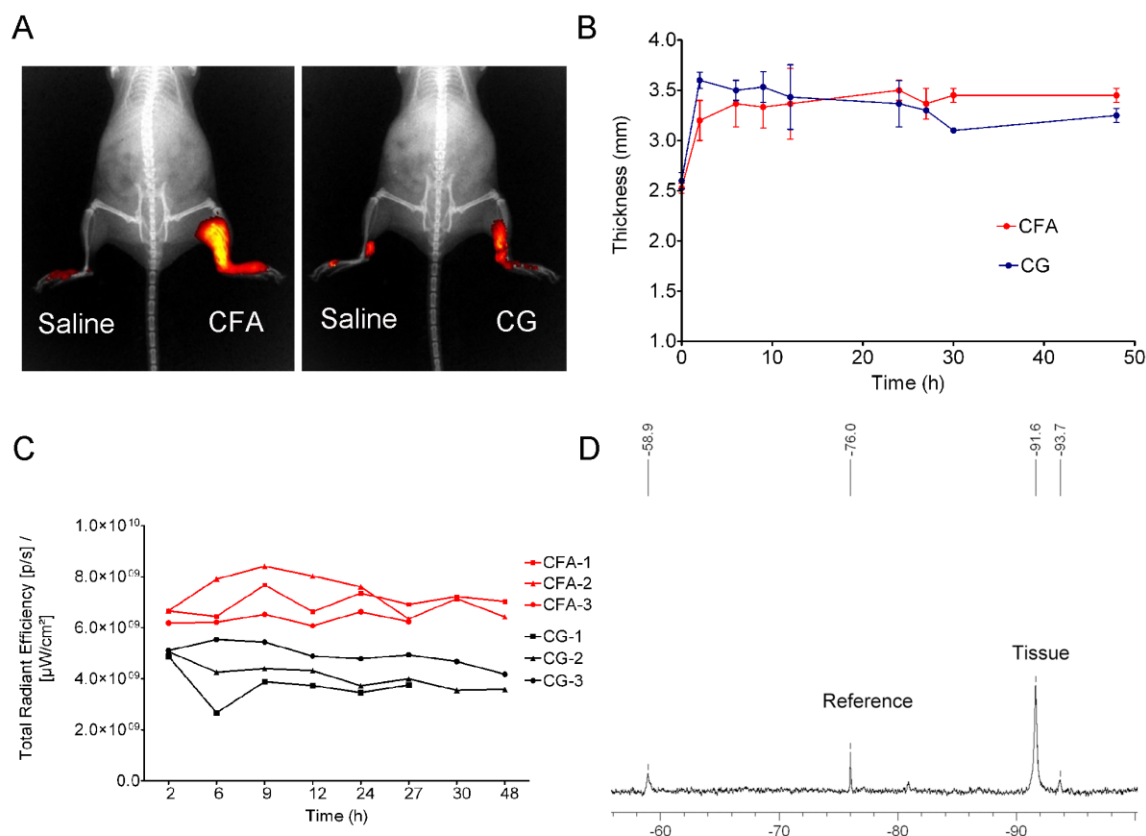 A
Saline
CFA
Saline
CG
B
4.0
3.5
3.0
2.5
2.0
1.5
1.0
0
10
20
30
40
50
Thickness (mm)
Time (h)
CFA
CG
C
1.0×10¹⁰
8.0×10⁰⁹
6.0×10⁰⁹
4.0×10⁰⁹
2.0×10⁰⁹
0.0
2
6
9
12
24
27
30
48
Total Radiant Efficiency [p/s] /
[µW/cm²]
Time (h)
CFA-1
CFA-2
CFA-3
CG-1
CG-2
CG-3
D
-58.9
-76.0
-91.6
-93.7
Reference
Tissue
-60
-70
-80
-90